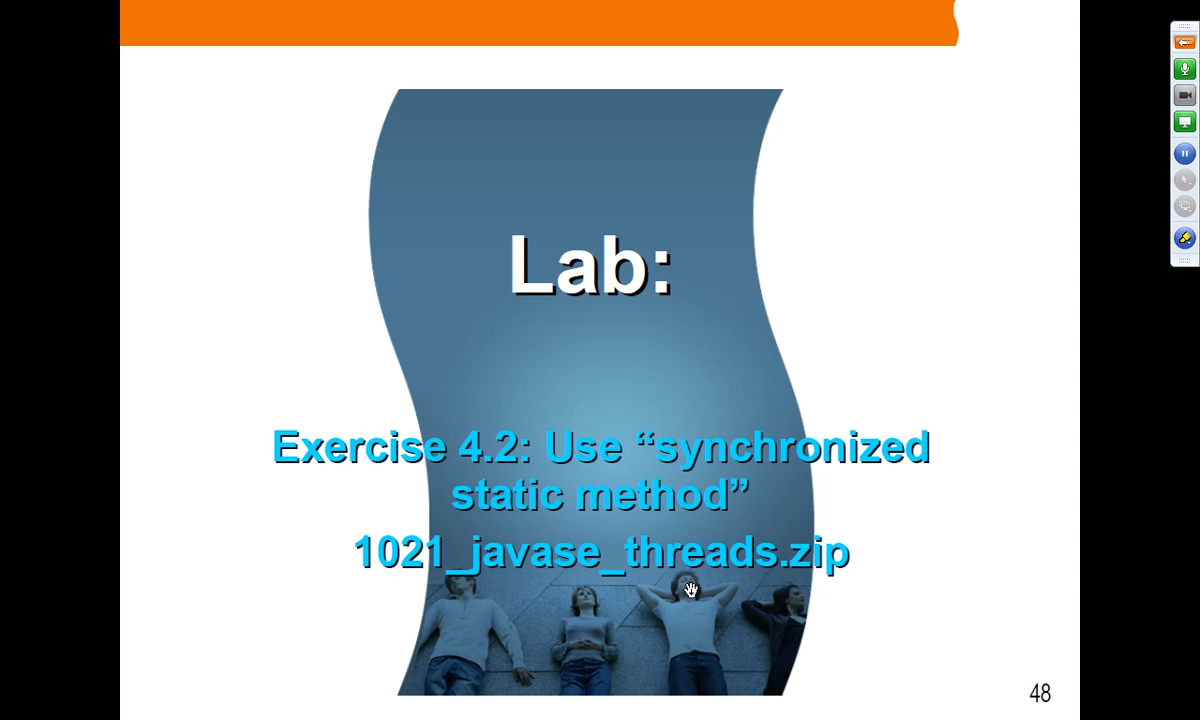 Lab:
Exercise 4.2: Use “synchronized
static method”
1021_javase_threads.zip
48